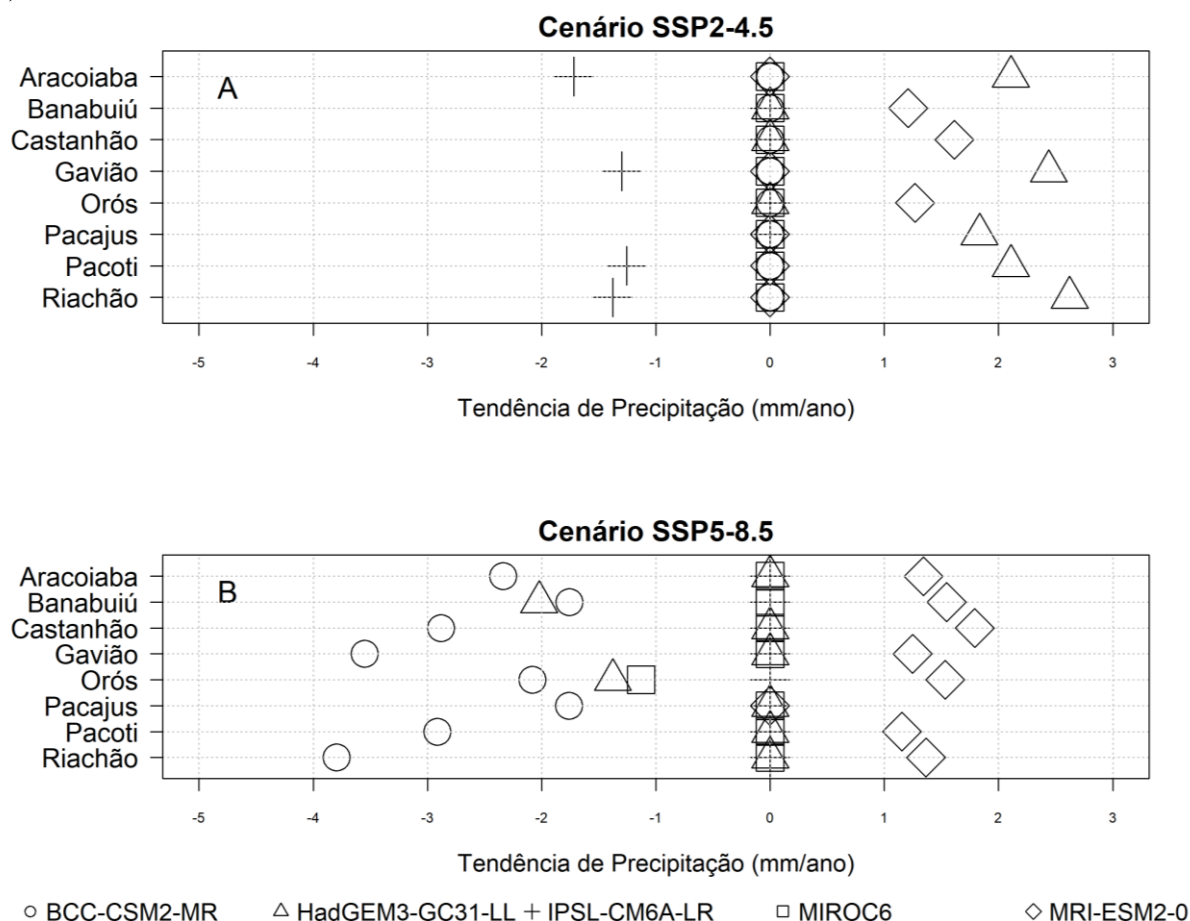 Cenário SSP2-4.5
A
Aracoiaba
Banabuiú
Castanhão
Gavião
Orós
Pacajus
Pacoti
Riachão
-5 -4 -3 -2 -1 0 1 2 3
Tendência de Precipitação (mm/ano)
Cenário SSP5-8.5
B
Aracoiaba
Banabuiú
Castanhão
Gavião
Orós
Pacajus
Pacoti
Riachão
-5 -4 -3 -2 -1 0 1 2 3
Tendência de Precipitação (mm/ano)
BCC-CSM2-MR HadGEM3-GC31-LL IPSL-CM6A-LR MIROC6 MRI-ESM2-0